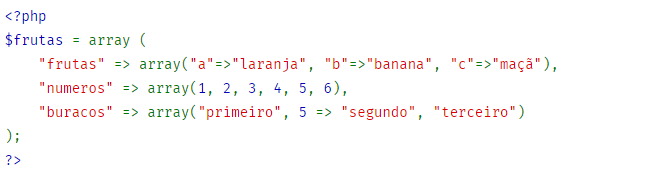 <?php
$frutas = array (
    "frutas" => array("a"=>"laranja", "b"=>"banana", "c"=>"maçã"),
    "numeros" => array(1, 2, 3, 4, 5, 6),
    "buracos" => array("primeiro", 5 => "segundo", "terceiro")
);
?>